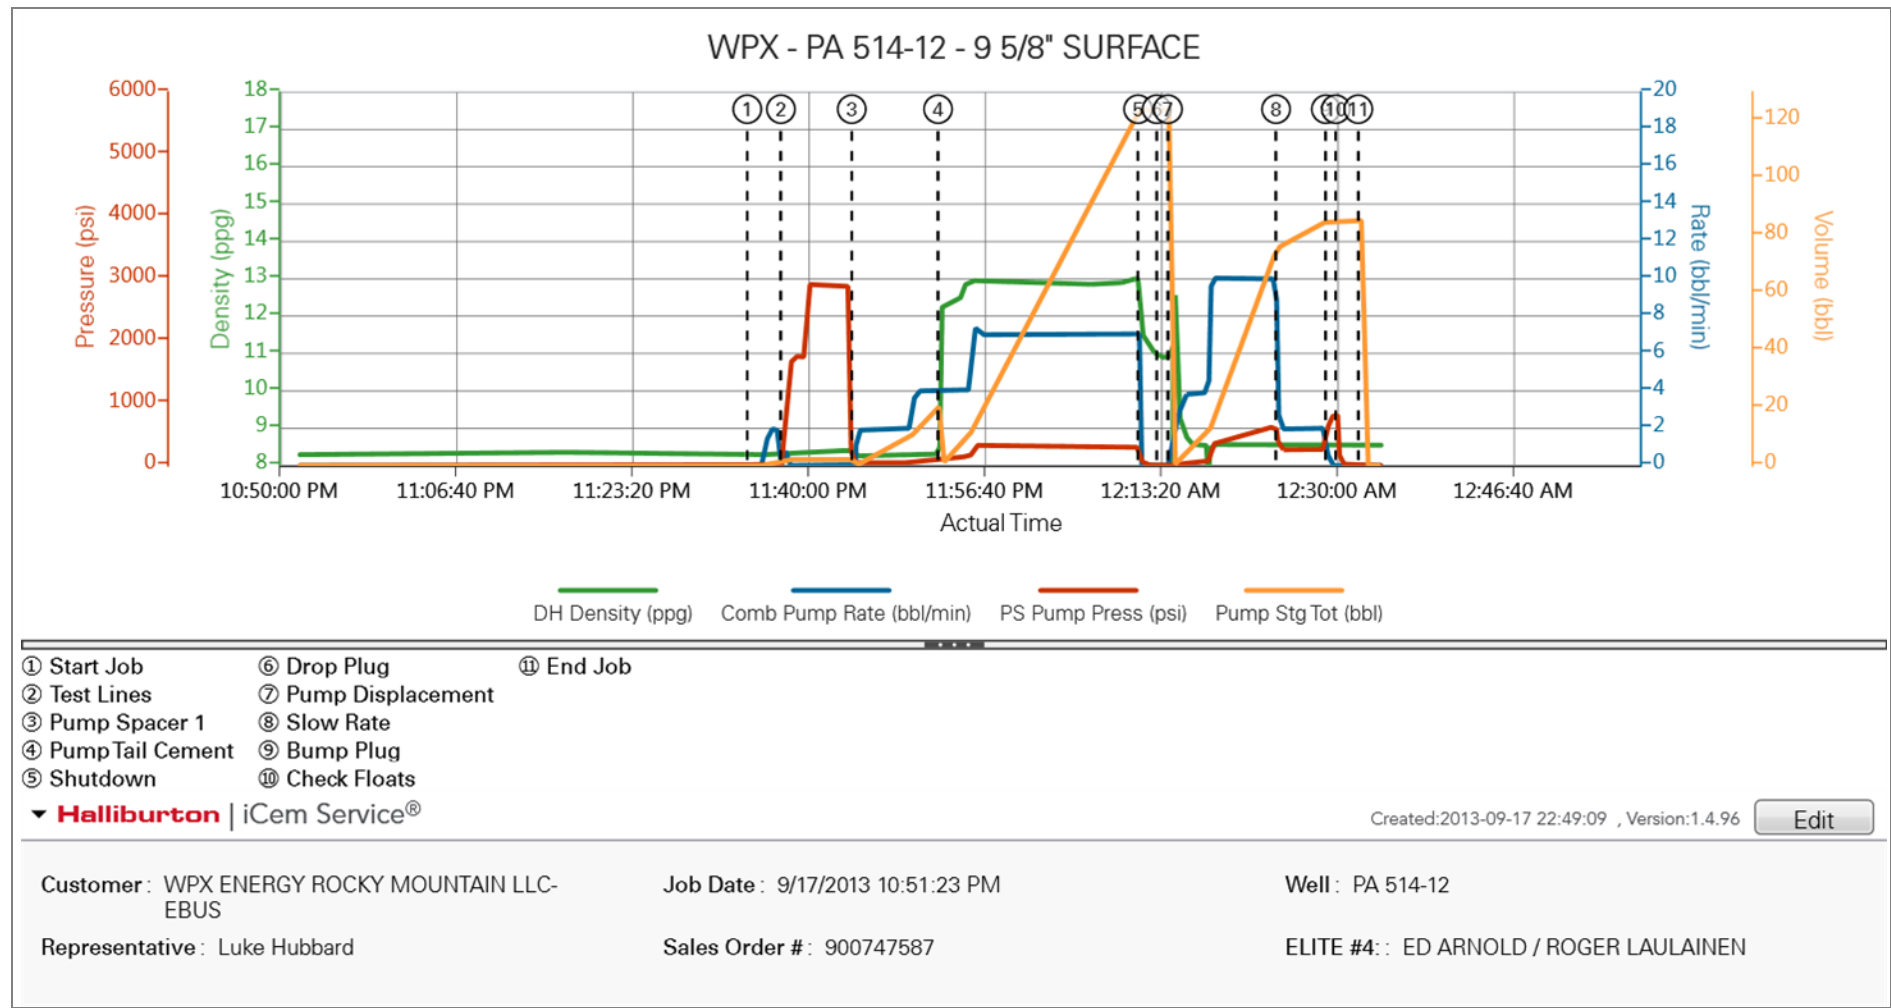 WPX - PA 514-12 - 9 5/8" SURFACE
6000
5000
4000
3000
2000
1000
0
Pressure (psi)
18
17
16
15
14
13
12
11
10
9
8
Density (ppg)
① ② ③ ④ ⑤ ⑦ ⑧ ⑩ ⑪
20
18
16
14
12
10
8
6
4
2
0
Rate (bbl/min)
120
100
80
60
40
20
0
Volume (bbl)
10:50:00 PM 11:06:40 PM 11:23:20 PM 11:40:00 PM 11:56:40 PM 12:13:20 AM 12:30:00 AM 12:46:40 AM
Actual Time
DH Density (ppg) Comb Pump Rate (bbl/min) PS Pump Press (psi) Pump Stg Tot (bbl)
① Start Job ⑥ Drop Plug ⑪ End Job
② Test Lines ⑦ Pump Displacement
③ Pump Spacer 1 ⑧ Slow Rate
④ Pump Tail Cement ⑨ Bump Plug
⑤ Shutdown ⑩ Check Floats
Halliburton | iCem Service® Created:2013-09-17 22:49:09 , Version:1.4.96 Edit
Customer : WPX ENERGY ROCKY MOUNTAIN LLC- Job Date : 9/17/2013 10:51:23 PM Well : PA 514-12
EBUS
Representative : Luke Hubbard Sales Order # : 900747587 ELITE #4: : ED ARNOLD / ROGER LAULAINEN